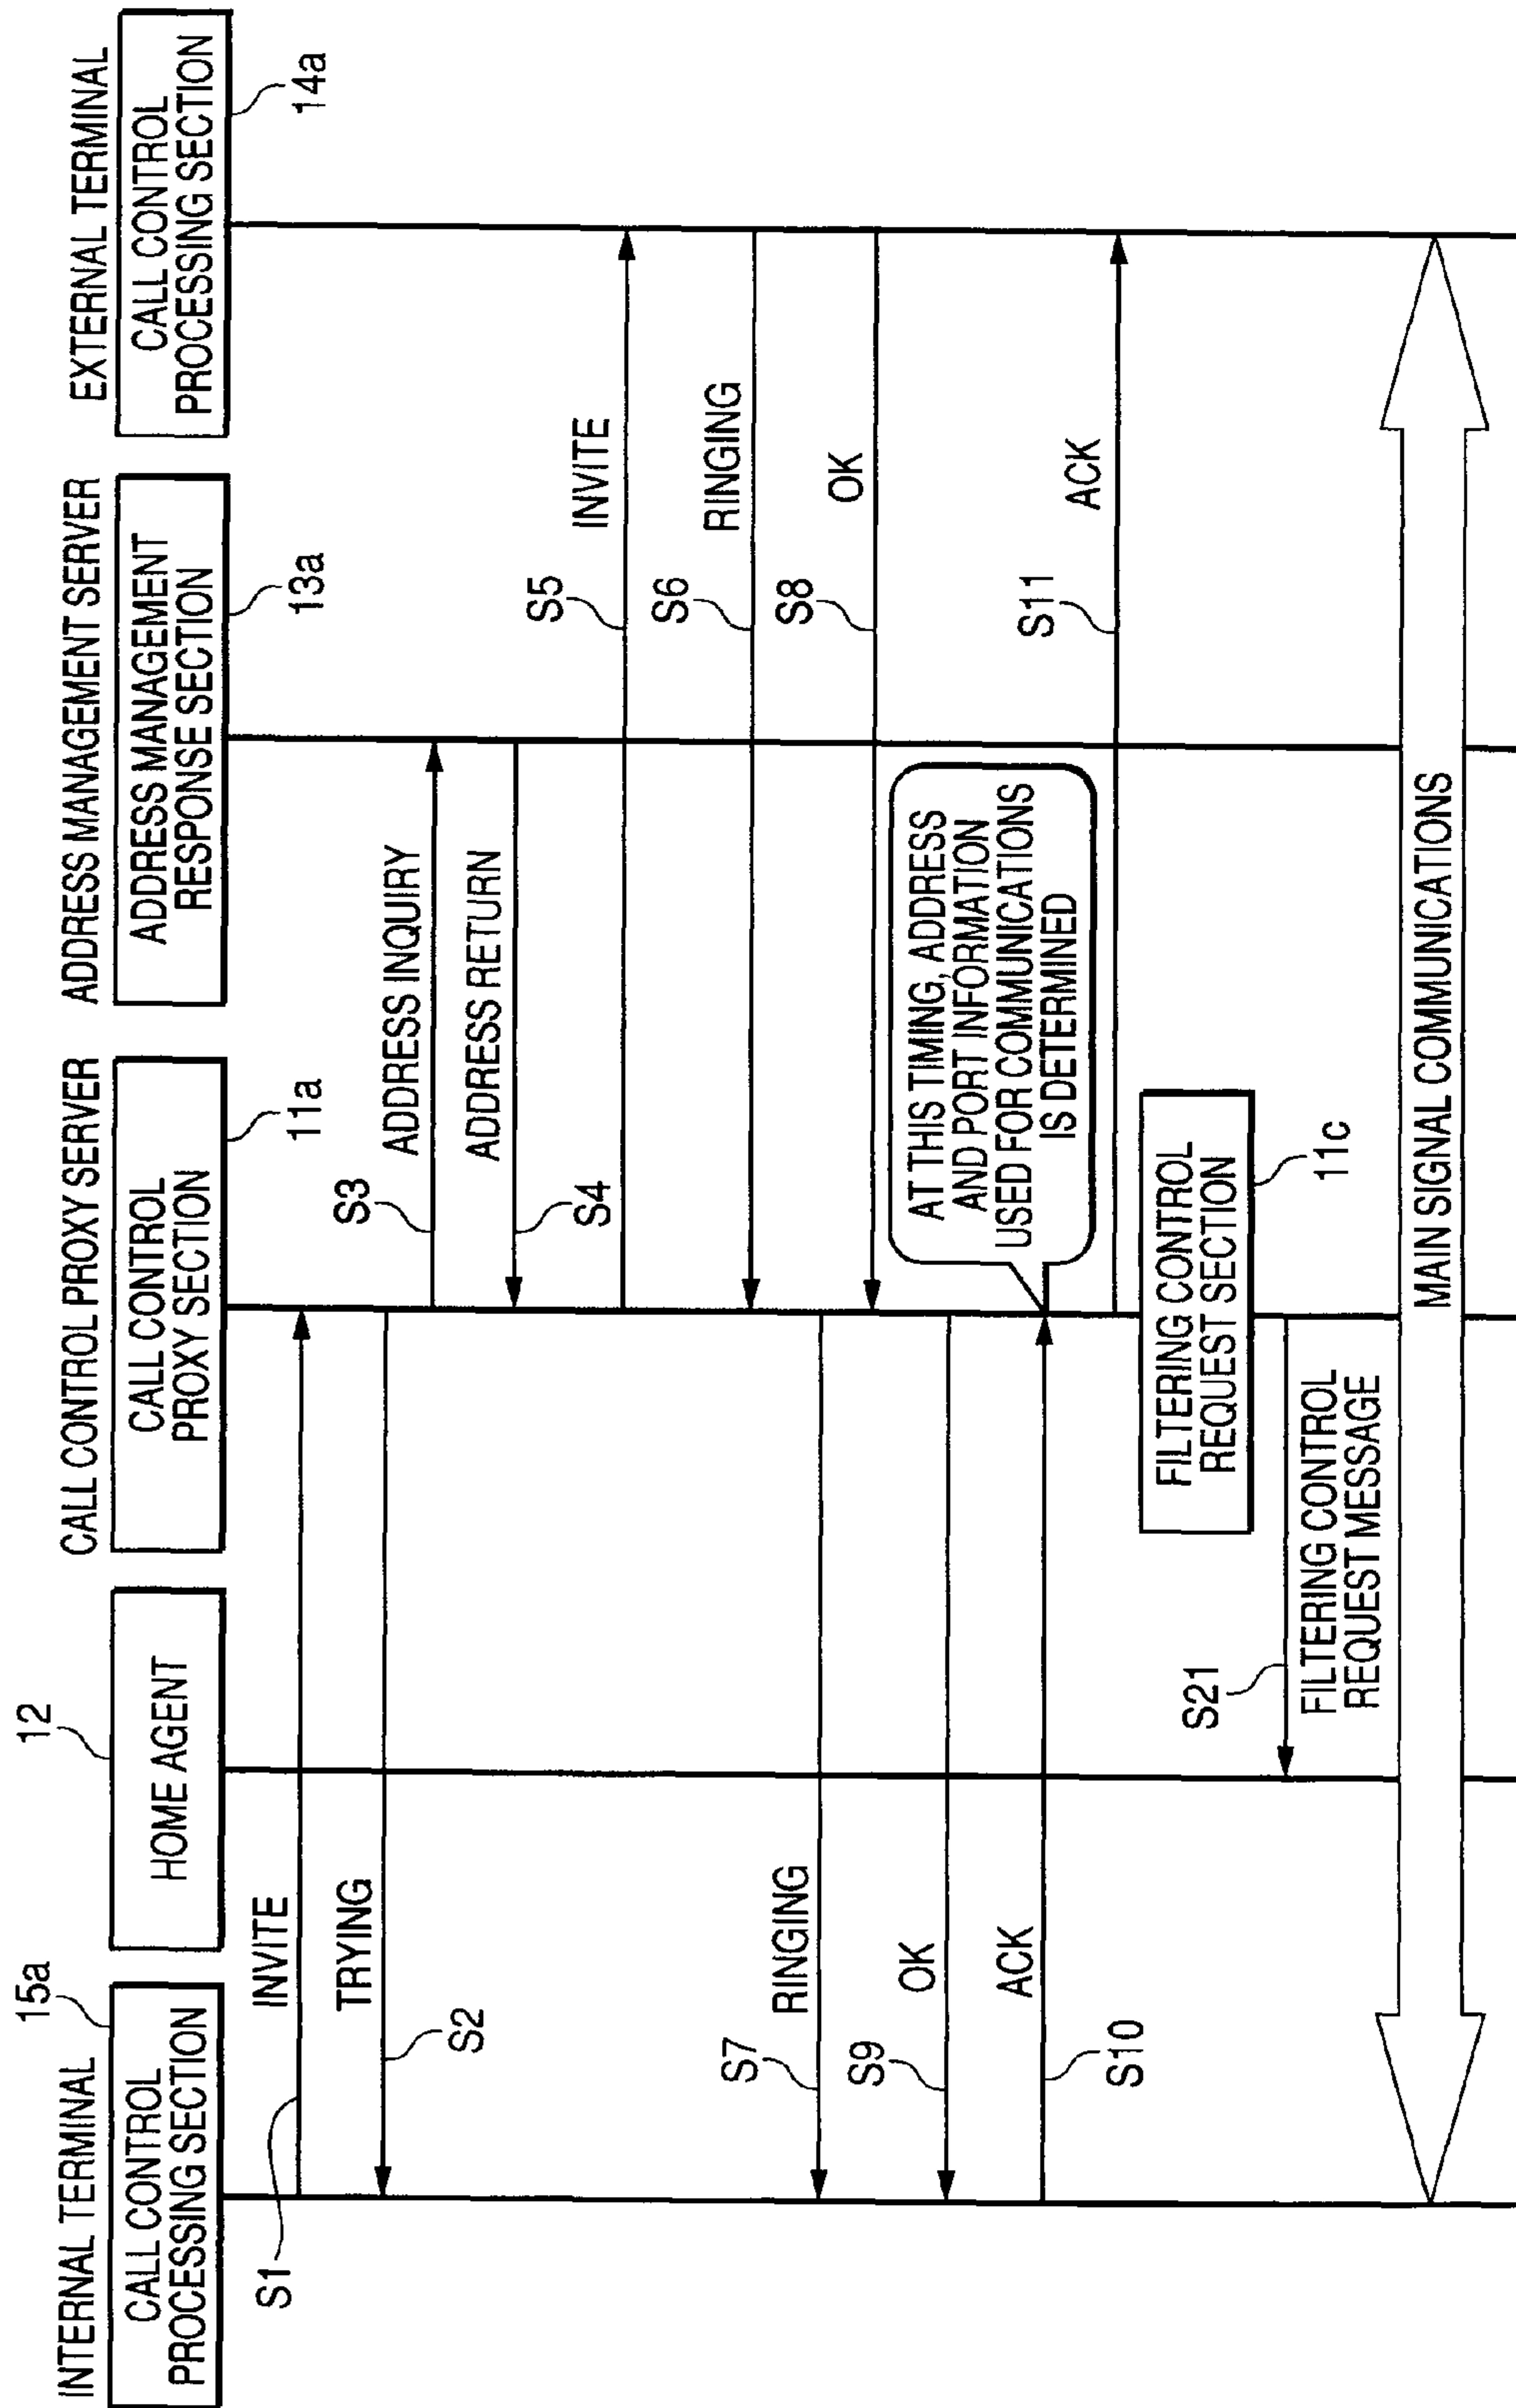 INTERNAL TERMINAL
15a
CALL CONTROL
PROCESSING SECTION
12
HOME AGENT
CALL CONTROL PROXY SERVER
CALL CONTROL
PROXY SECTION
11a
ADDRESS MANAGEMENT SERVER
ADDRESS MANAGEMENT
RESPONSE SECTION
13a
EXTERNAL TERMINAL
CALL CONTROL
PROCESSING SECTION
14a
S1
INVITE
TRYING
S2
S3
ADDRESS INQUIRY
ADDRESS RETURN
S4
S5
INVITE
S6
RINGING
S7
RINGING
S8
OK
S9
OK
ACK
S10
AT THIS TIMING, ADDRESS
AND PORT INFORMATION
USED FOR COMMUNICATIONS
IS DETERMINED
S11
ACK
FILTERING CONTROL
REQUEST SECTION
11c
S21
FILTERING CONTROL
REQUEST MESSAGE
MAIN SIGNAL COMMUNICATIONS